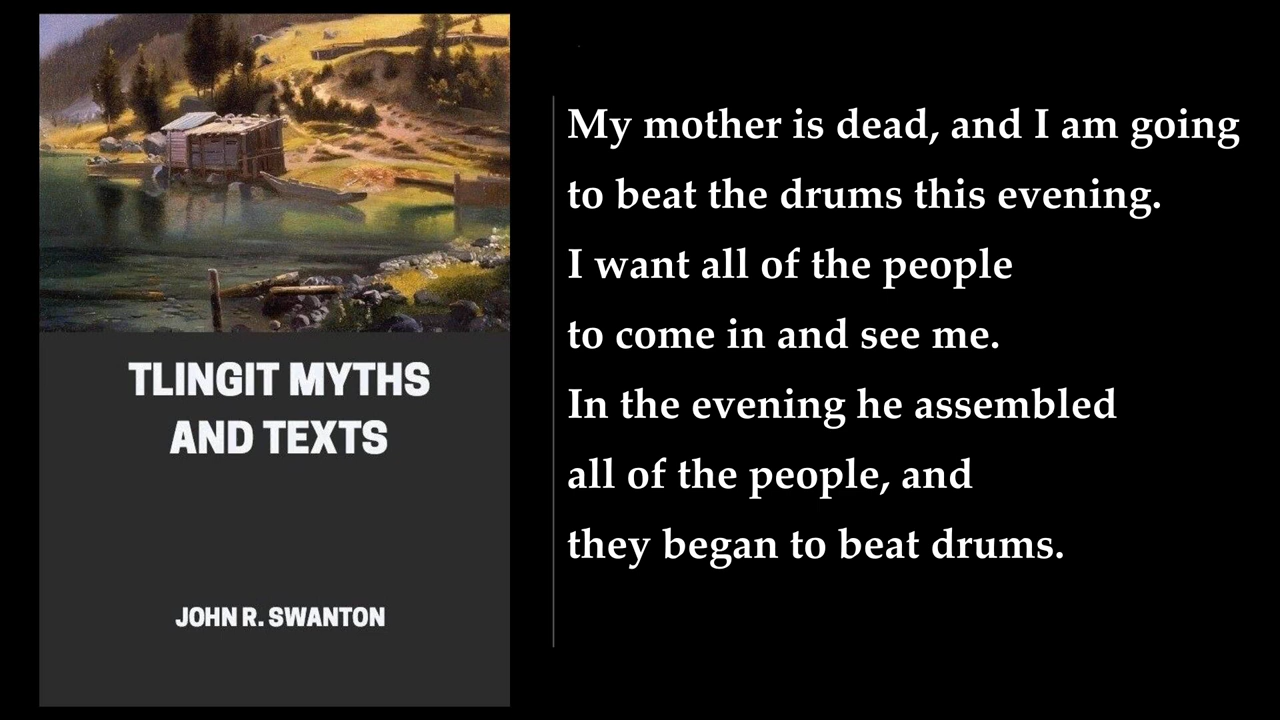 TLINGIT MYTHS
AND TEXTS
JOHN R. SWANTON
My mother is dead, and I am going
to beat the drums this evening.
I want all of the people
to come in and see me.
In the evening he assembled
all of the people, and
they began to beat drums.